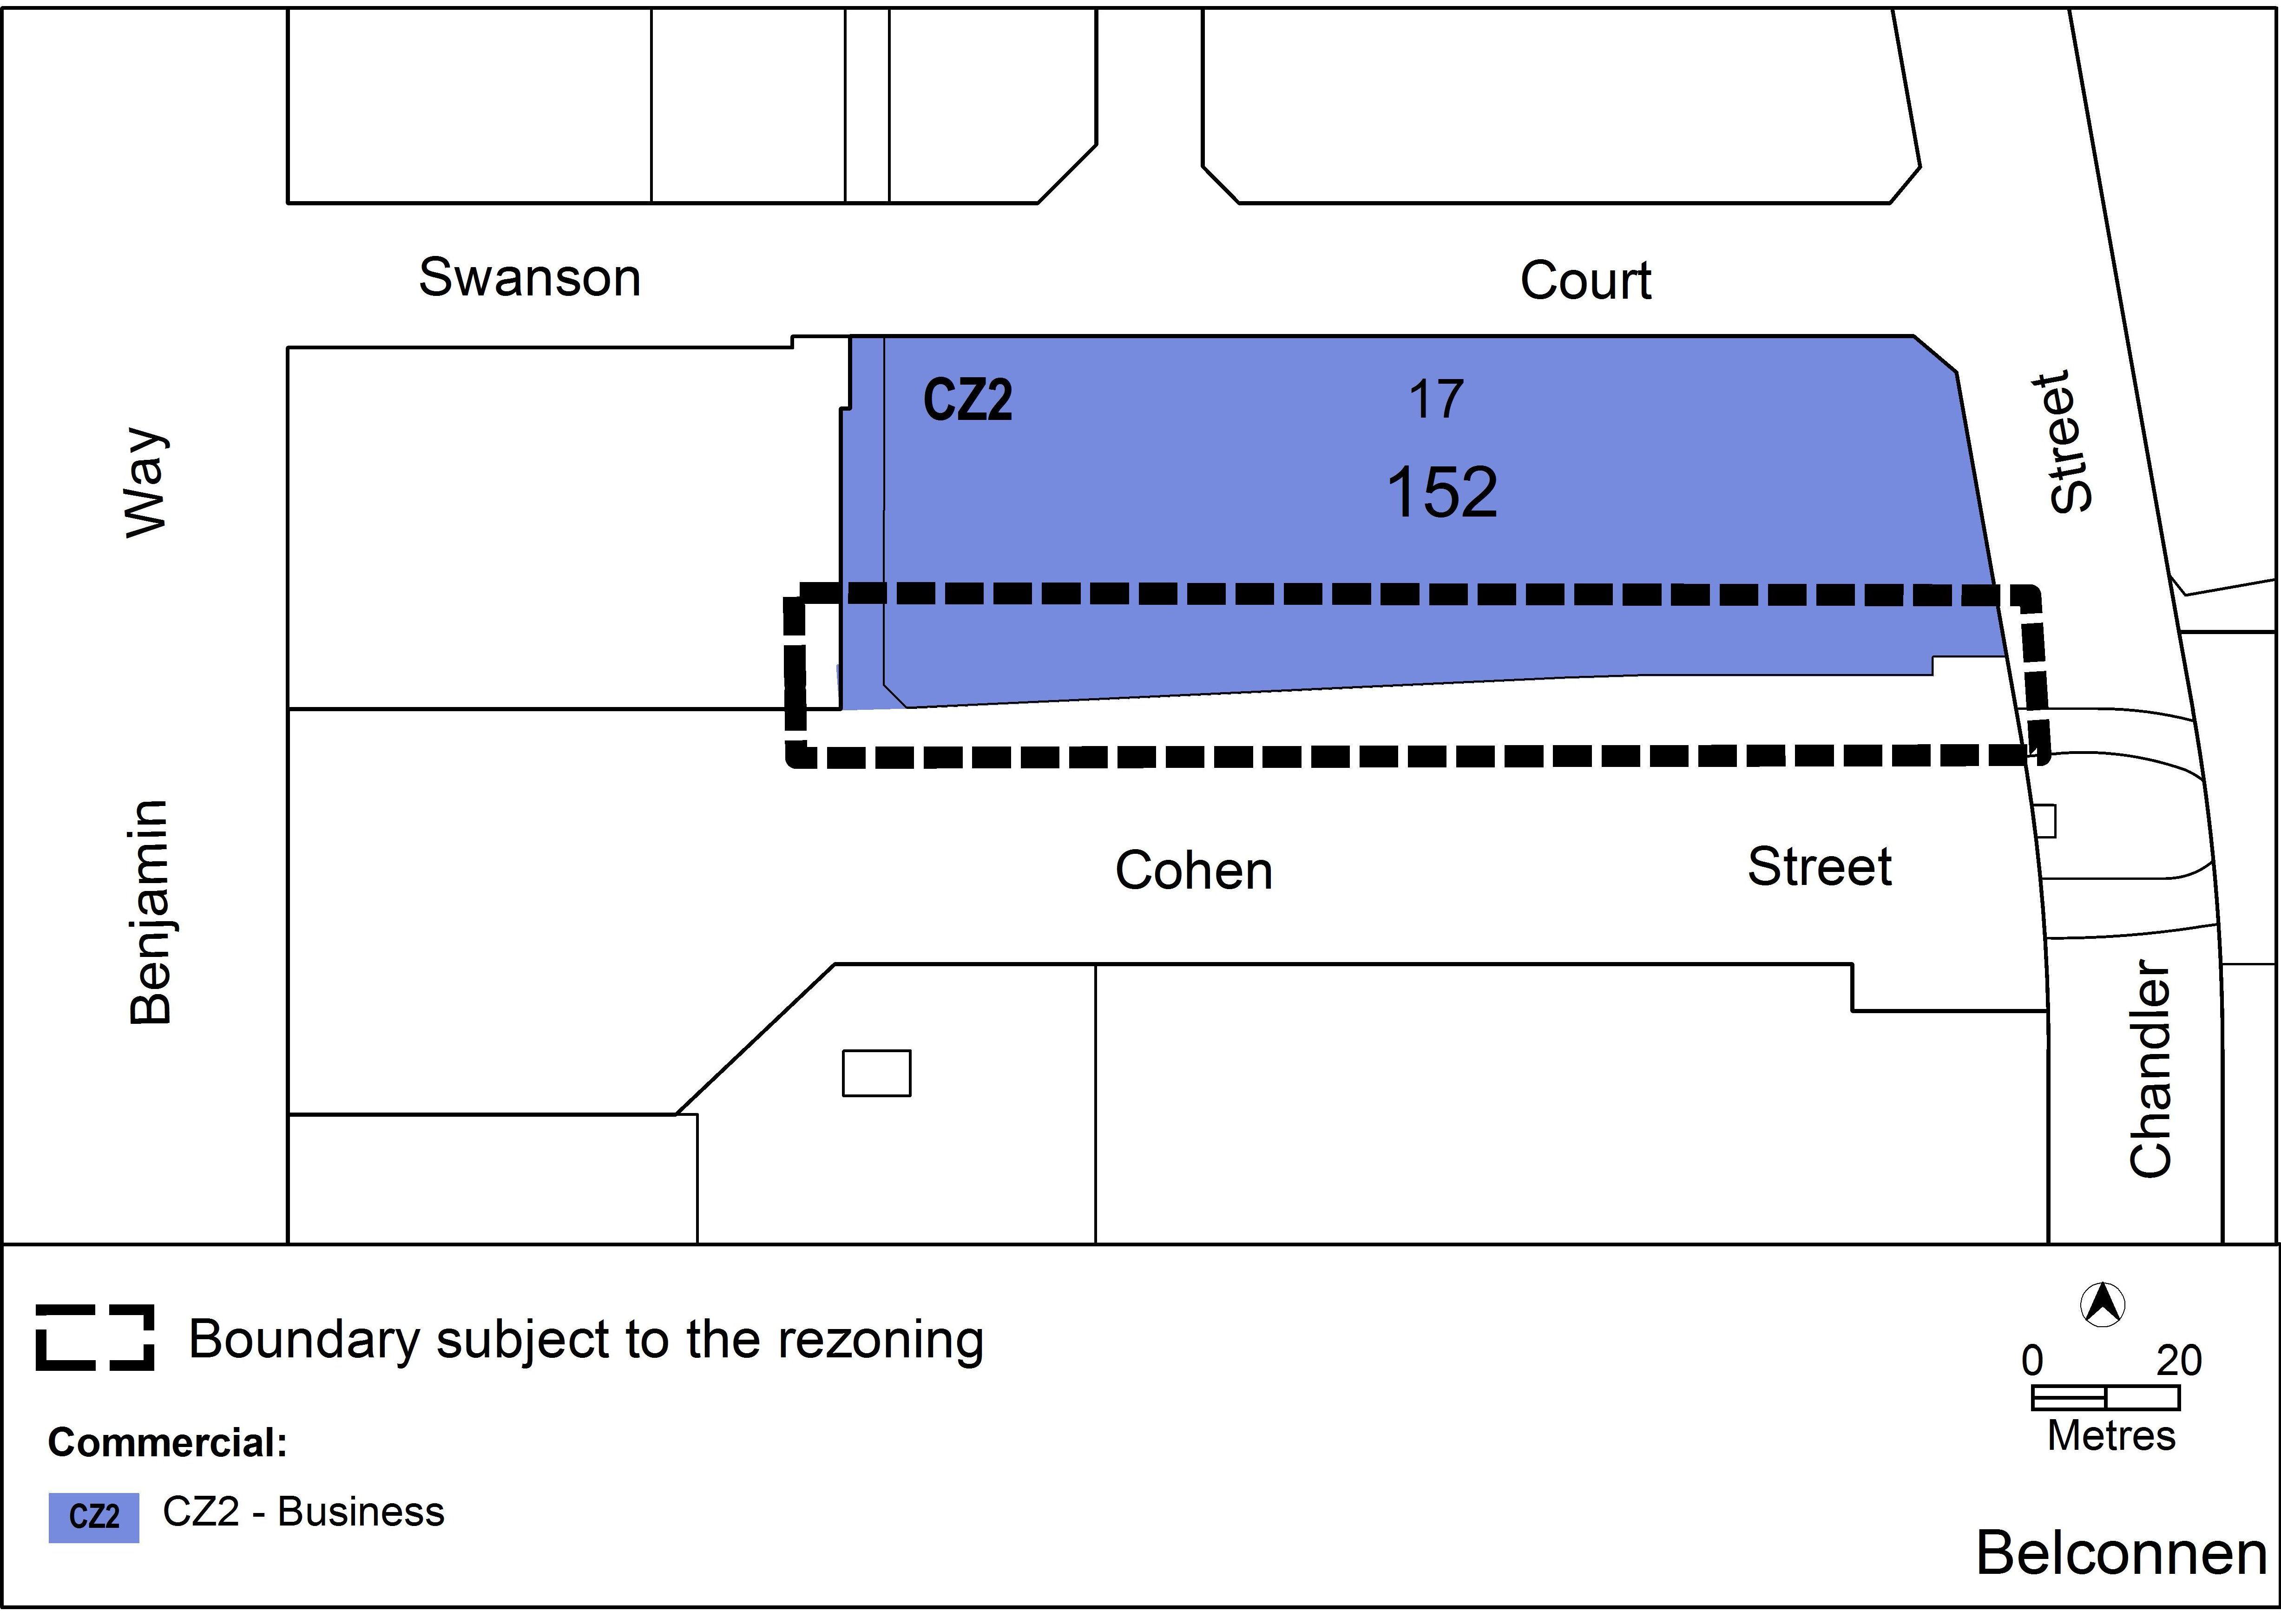 Swanson Court
CZ2 17
152
Street
Way
Benjamin
Cohen Street
Chandler
Boundary subject to the rezoning
0 20
Metres
Commercial:
CZ2 CZ2 - Business
Belconnen